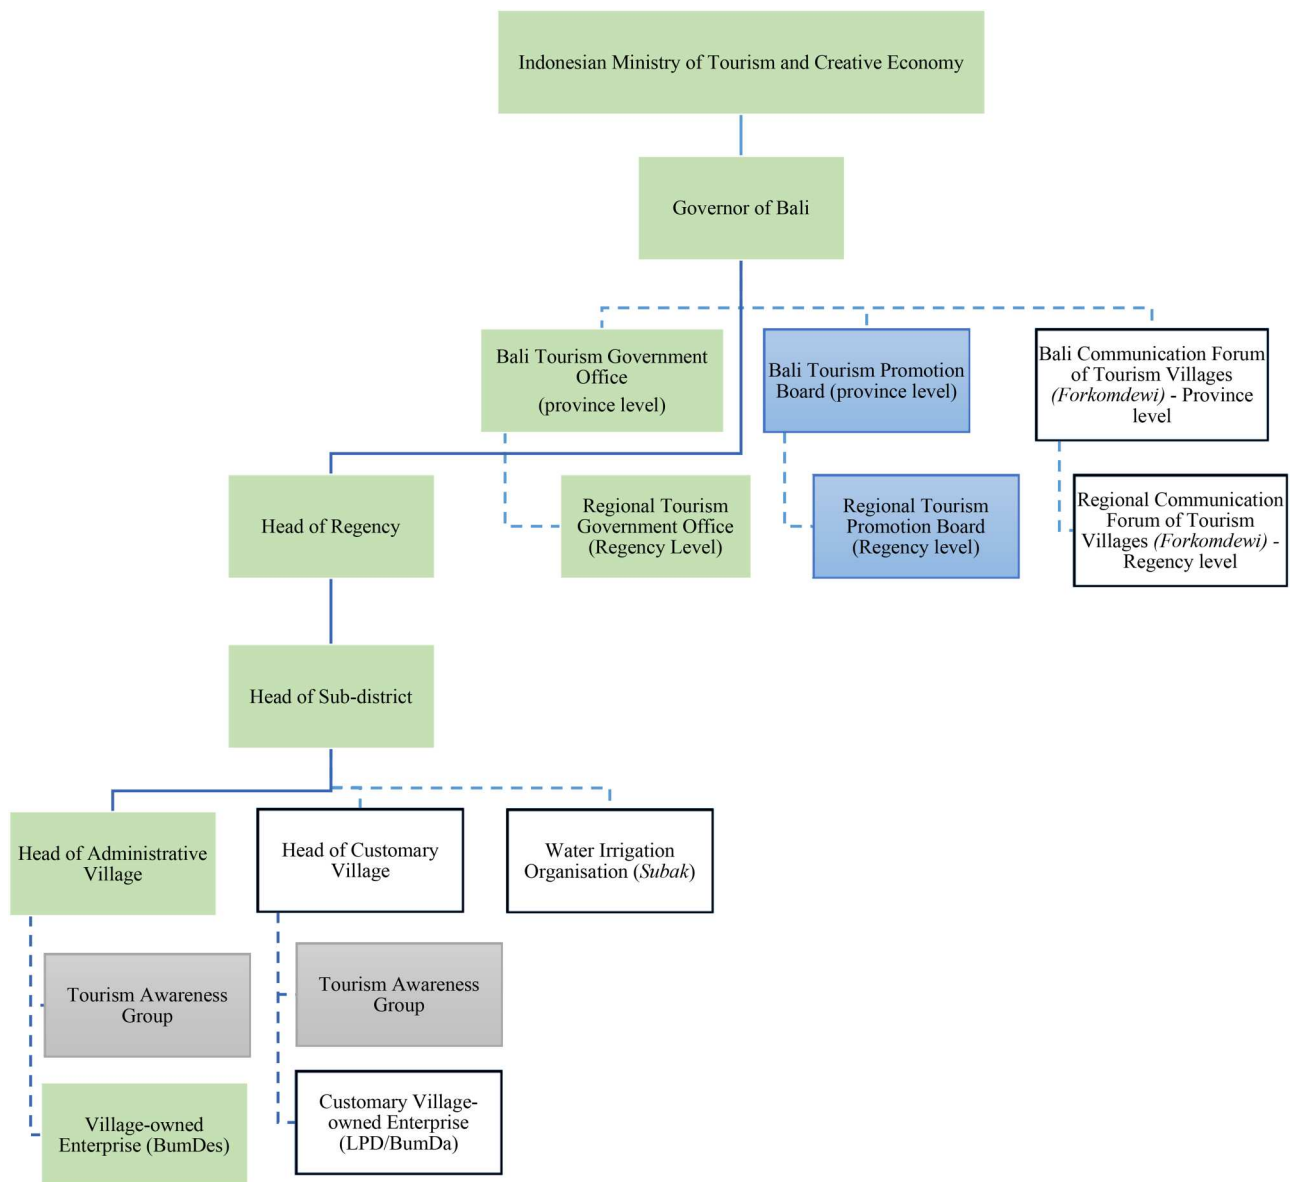 Indonesian Ministry of Tourism and Creative Economy
Governor of Bali
Bali Tourism Government
Office
(province level)
Bali Tourism Promotion
Board (province level)
Bali Communication Forum
of Tourism Villages
(Forkomdewi) - Province
level
Head of Regency
Regional Tourism
Government Office
(Regency Level)
Regional Tourism
Promotion Board
(Regency level)
Regional Communication
Forum of Tourism
Villages (Forkomdewi) -
Regency level
Head of Sub-district
Head of Administrative
Village
Head of Customary
Village
Water Irrigation
Organisation (Subak)
Tourism Awareness
Group
Tourism Awareness
Group
Village-owned
Enterprise (BumDes)
Customary Village-
owned Enterprise
(LPD/BumDa)